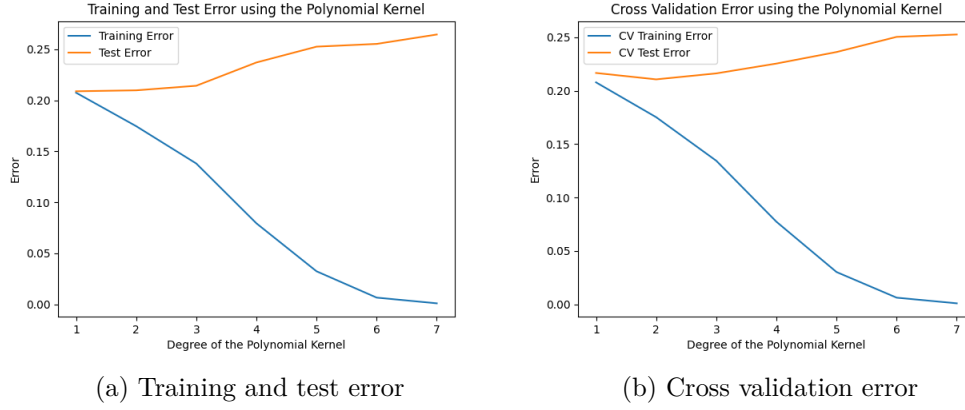 Training and Test Error using the Polynomial Kernel
Training Error
Test Error
0.25
0.20
0.15
0.10
0.05
0.00
Error
1 2 3 4 5 6 7
Degree of the Polynomial Kernel
(a) Training and test error
Cross Validation Error using the Polynomial Kernel
CV Training Error
CV Test Error
0.25
0.20
0.15
0.10
0.05
0.00
Error
1 2 3 4 5 6 7
Degree of the Polynomial Kernel
(b) Cross validation error